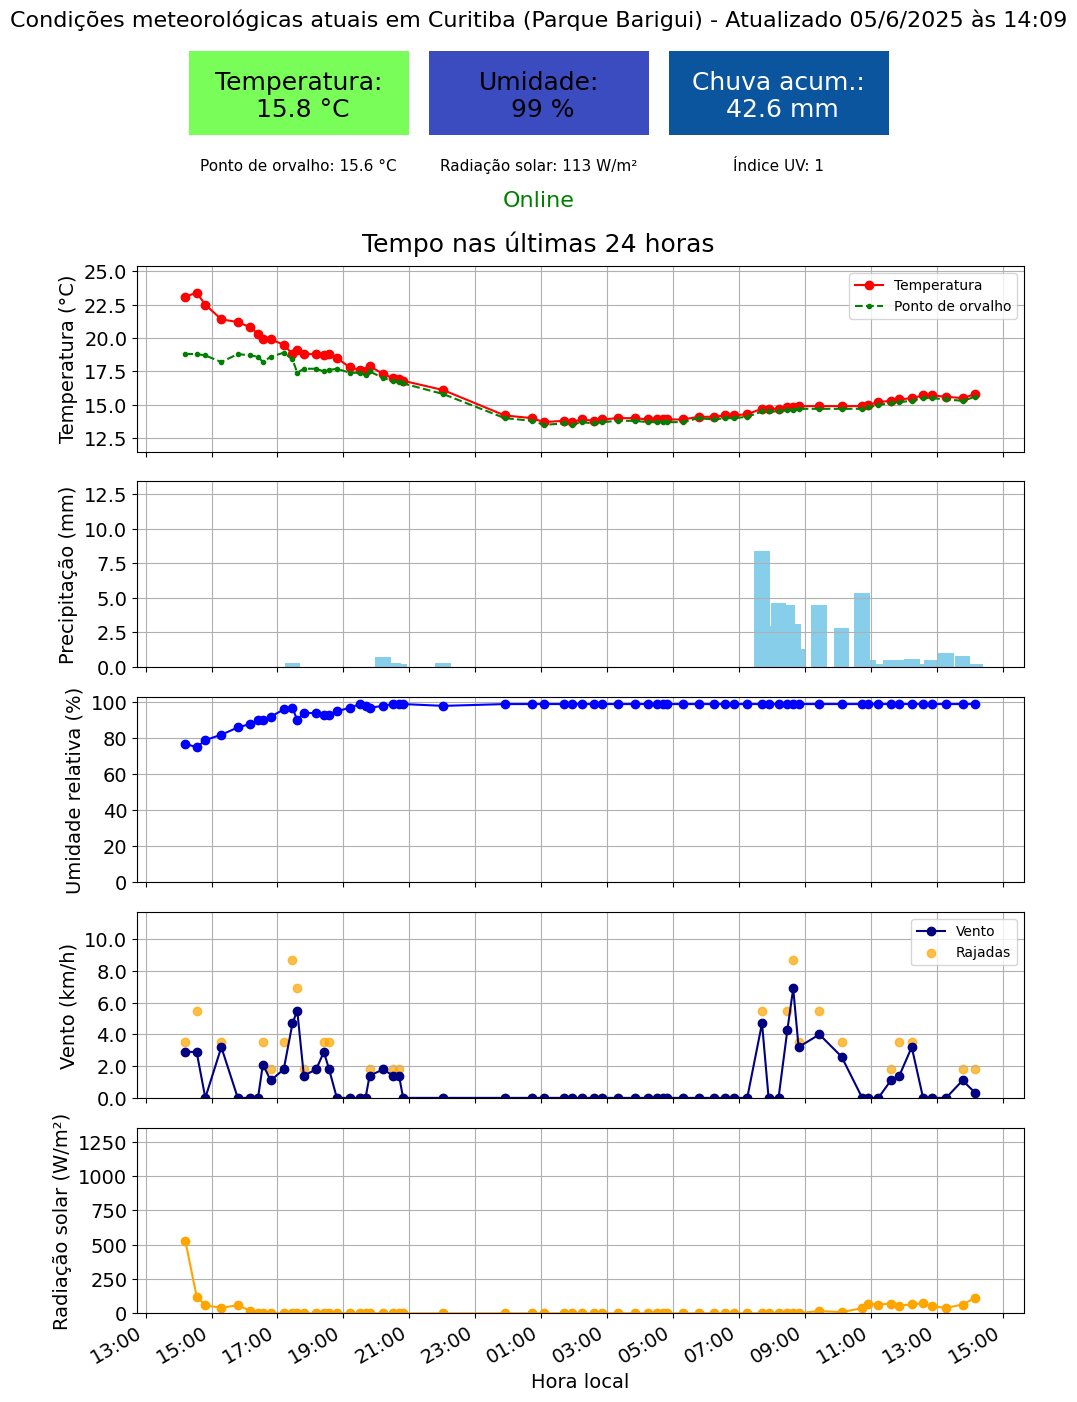 Condições meteorológicas atuais em Curitiba (Parque Barigui) - Atualizado 05/6/2025 às 14:09
Temperatura:
15.8 °C
Umidade:
99 %
Chuva acum.:
42.6 mm
Ponto de orvalho: 15.6 °C
Radiação solar: 113 W/m²
Índice UV: 1
Online
Tempo nas últimas 24 horas
Temperatura (°C)
25.0
22.5
20.0
17.5
15.0
12.5
Temperatura
Ponto de orvalho
Precipitação (mm)
12.5
10.0
7.5
5.0
2.5
0.0
Umidade relativa (%)
100
80
60
40
20
0
Vento (km/h)
10.0
8.0
6.0
4.0
2.0
0.0
Vento
Rajadas
Radiação solar (W/m²)
1250
1000
750
500
250
0
13:00
15:00
17:00
19:00
21:00
23:00
01:00
03:00
05:00
07:00
09:00
11:00
13:00
15:00
Hora local